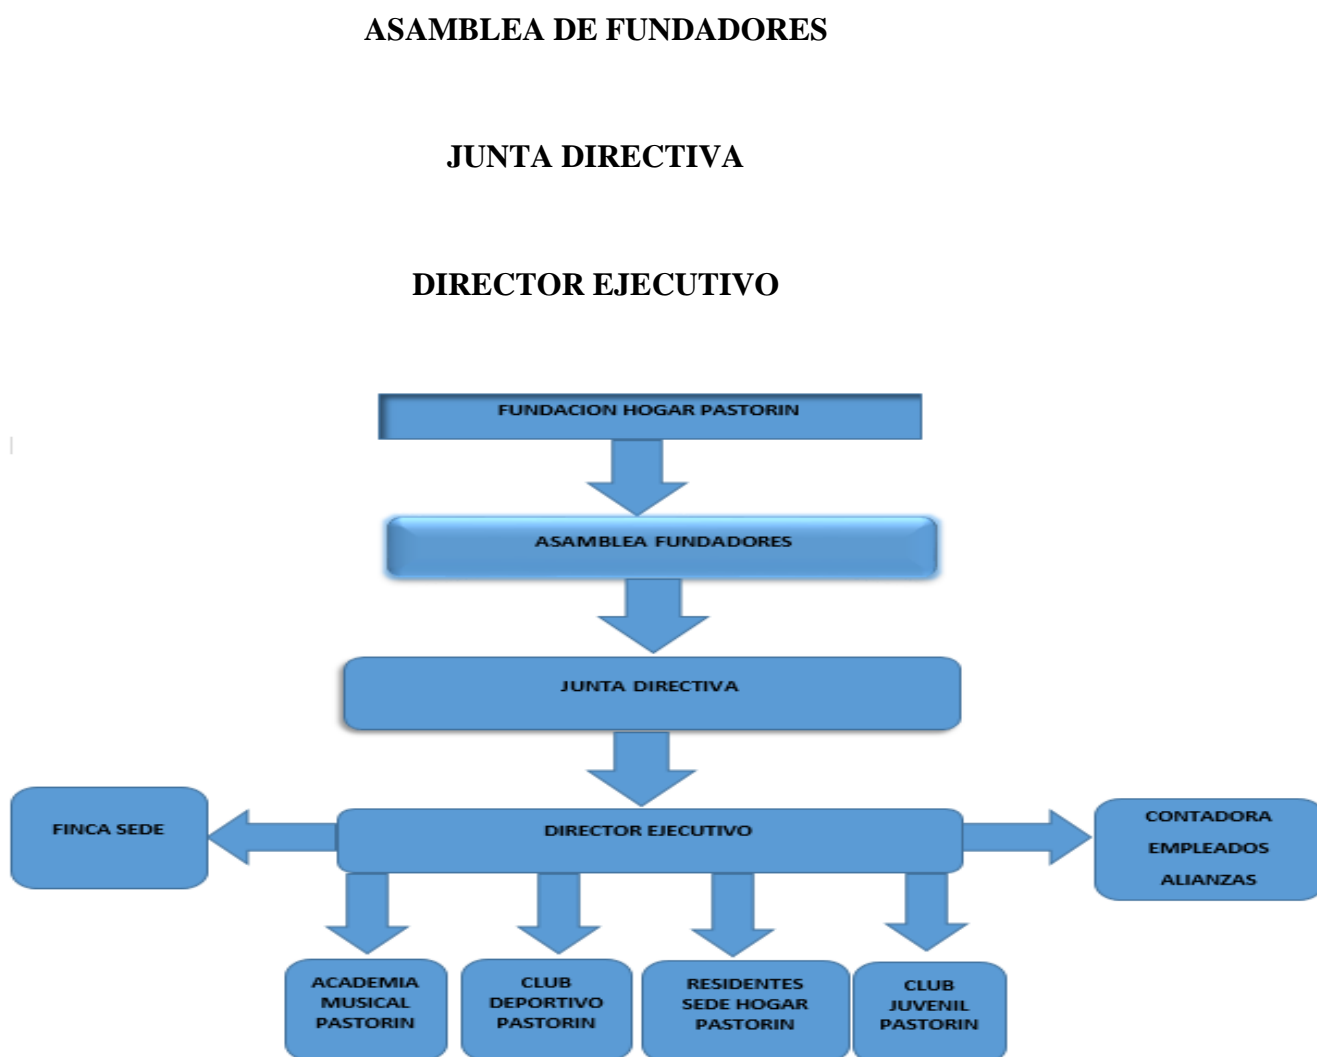 ASAMBLEA DE FUNDADORES
JUNTA DIRECTIVA
DIRECTOR EJECUTIVO
FUNDACION HOGAR PASTORIN
ASAMBLEA FUNDADORES
JUNTA DIRECTIVA
FINCA SEDE
DIRECTOR EJECUTIVO
CONTADORA
EMPLEADOS
ALIANZAS
ACADEMIA
MUSICAL
PASTORIN
CLUB
DEPORTIVO
PASTORIN
RESIDENTES
SEDE HOGAR
PASTORIN
CLUB
JUVENIL
PASTORIN